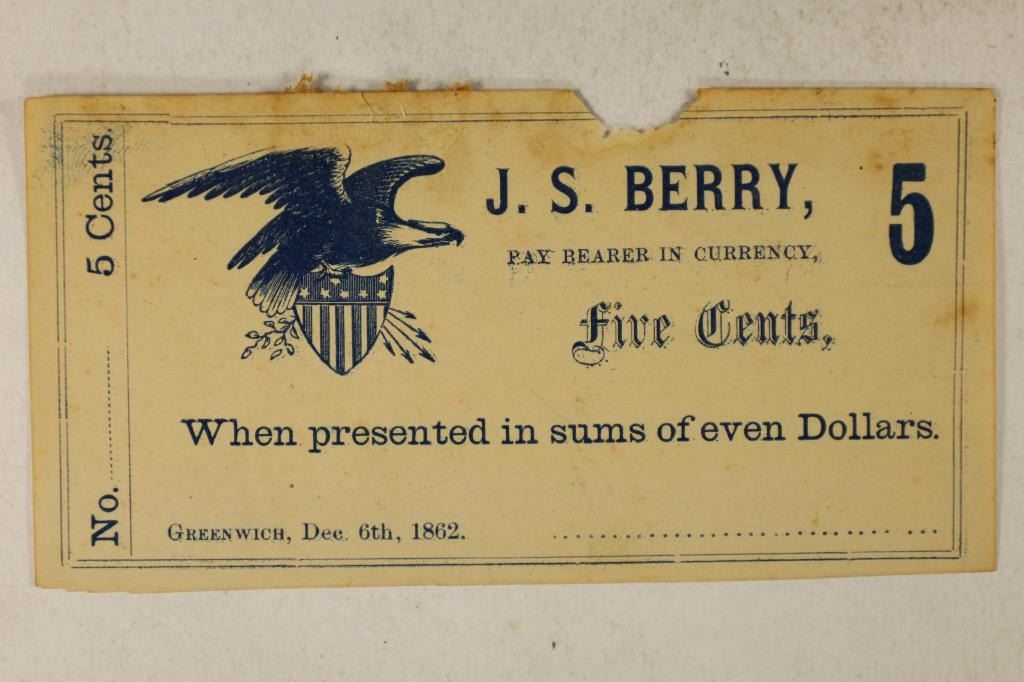 5 Cents.
No.
J. S. BERRY,
5
PAY BEARER IN CURRENCY,
Five Cents,
When presented in sums of even Dollars.
GREENWICH, Dec. 6th, 1862.